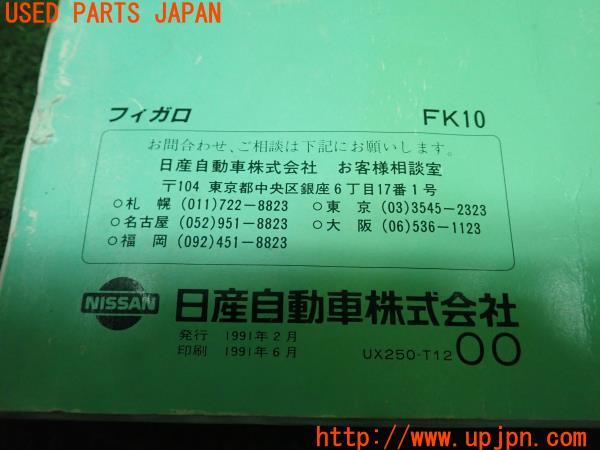 USED PARTS JAPAN
フィガロ FK10
お問合わせ、ご相談は下記にお願いします。
日産自動車株式会社 お客様相談室
〒104 東京都中央区銀座6丁目17番1号
○札幌(011)722-8823 ○東京(03)3545-2323
○名古屋(052)951-8823 ○大阪(06)536-1123
○福岡(092)451-8823
NISSAN 日産自動車株式会社
発行 1991年2月
印刷 1991年6月 UX250-T1200
http://www.upjpn.com/